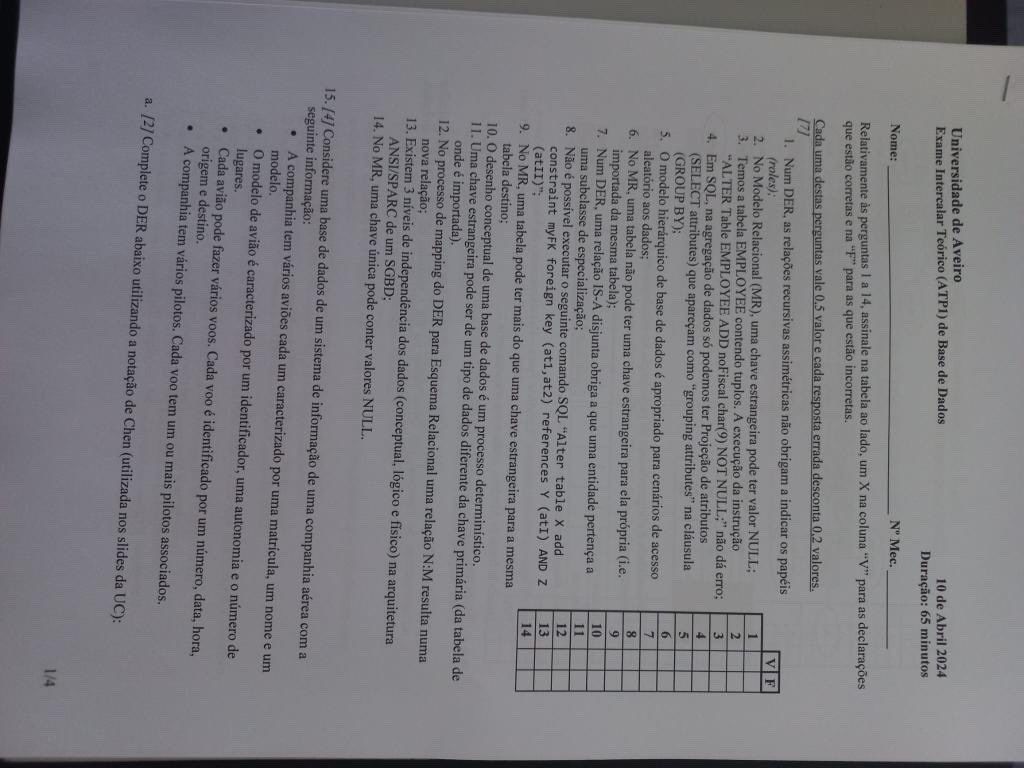 Universidade de Aveiro
Exame Intercalar Teórico (ATP1) de Base de Dados 10 de Abril 2024
Duração: 65 minutos
Nome: Nº Mec.
Relativamente às perguntas 1 a 14, assinale na tabela ao lado, um X na coluna “V” para as declarações
que estão corretas e na “F” para as que estão incorretas.
Cada uma destas perguntas vale 0,5 valor e cada resposta errada desconta 0,2 valores.
[7]
1. Num DER, as relações recursivas assimétricas não obrigam a indicar os papéis
(roles);
2. No Modelo Relacional (MR), uma chave estrangeira pode ter valor NULL;
3. Temos a tabela EMPLOYEE contendo tuplos. A execução da instrução
“ALTER Table EMPLOYEE ADD noFiscal char(9) NOT NULL;” não dá erro;
4. Em SQL, na agregação de dados só podemos ter Projeção de atributos
(SELECT attributes) que apareçam como “grouping attributes” na cláusula
(GROUP BY);
5. O modelo hierárquico de base de dados é apropriado para cenários de acesso
aleatório aos dados;
6. No MR, uma tabela não pode ter uma chave estrangeira para ela própria (i.e.
importada da mesma tabela);
7. Num DER, uma relação IS-A disjunta obriga a que uma entidade pertença a
uma subclasse de especialização;
8. Não é possível executar o seguinte comando SQL “Alter table X add
constraint myFK foreign key (at1,at2) references Y (atI) AND Z
(atII)”;
9. No MR, uma tabela pode ter mais do que uma chave estrangeira para a mesma
tabela destino;
10. O desenho conceptual de uma base de dados é um processo determinístico.
11. Uma chave estrangeira pode ser de um tipo de dados diferente da chave primária (da tabela de
onde é importada).
12. No processo de mapping do DER para Esquema Relacional uma relação N:M resulta numa
nova relação;
13. Existem 3 níveis de independência dos dados (conceptual, lógico e físico) na arquitetura
ANSI/SPARC de um SGBD;
14. No MR, uma chave única pode conter valores NULL.
V F
1
2
3
4
5
6
7
8
9
10
11
12
13
14
15. [4] Considere uma base de dados de um sistema de informação de uma companhia aérea com a
seguinte informação:
• A companhia tem vários aviões cada um caracterizado por uma matrícula, um nome e um
modelo.
• O modelo de avião é caracterizado por um identificador, uma autonomia e o número de
lugares.
• Cada avião pode fazer vários voos. Cada voo é identificado por um número, data, hora,
origem e destino.
• A companhia tem vários pilotos. Cada voo tem um ou mais pilotos associados.
a. [2] Complete o DER abaixo utilizando a notação de Chen (utilizada nos slides da UC):
1/4